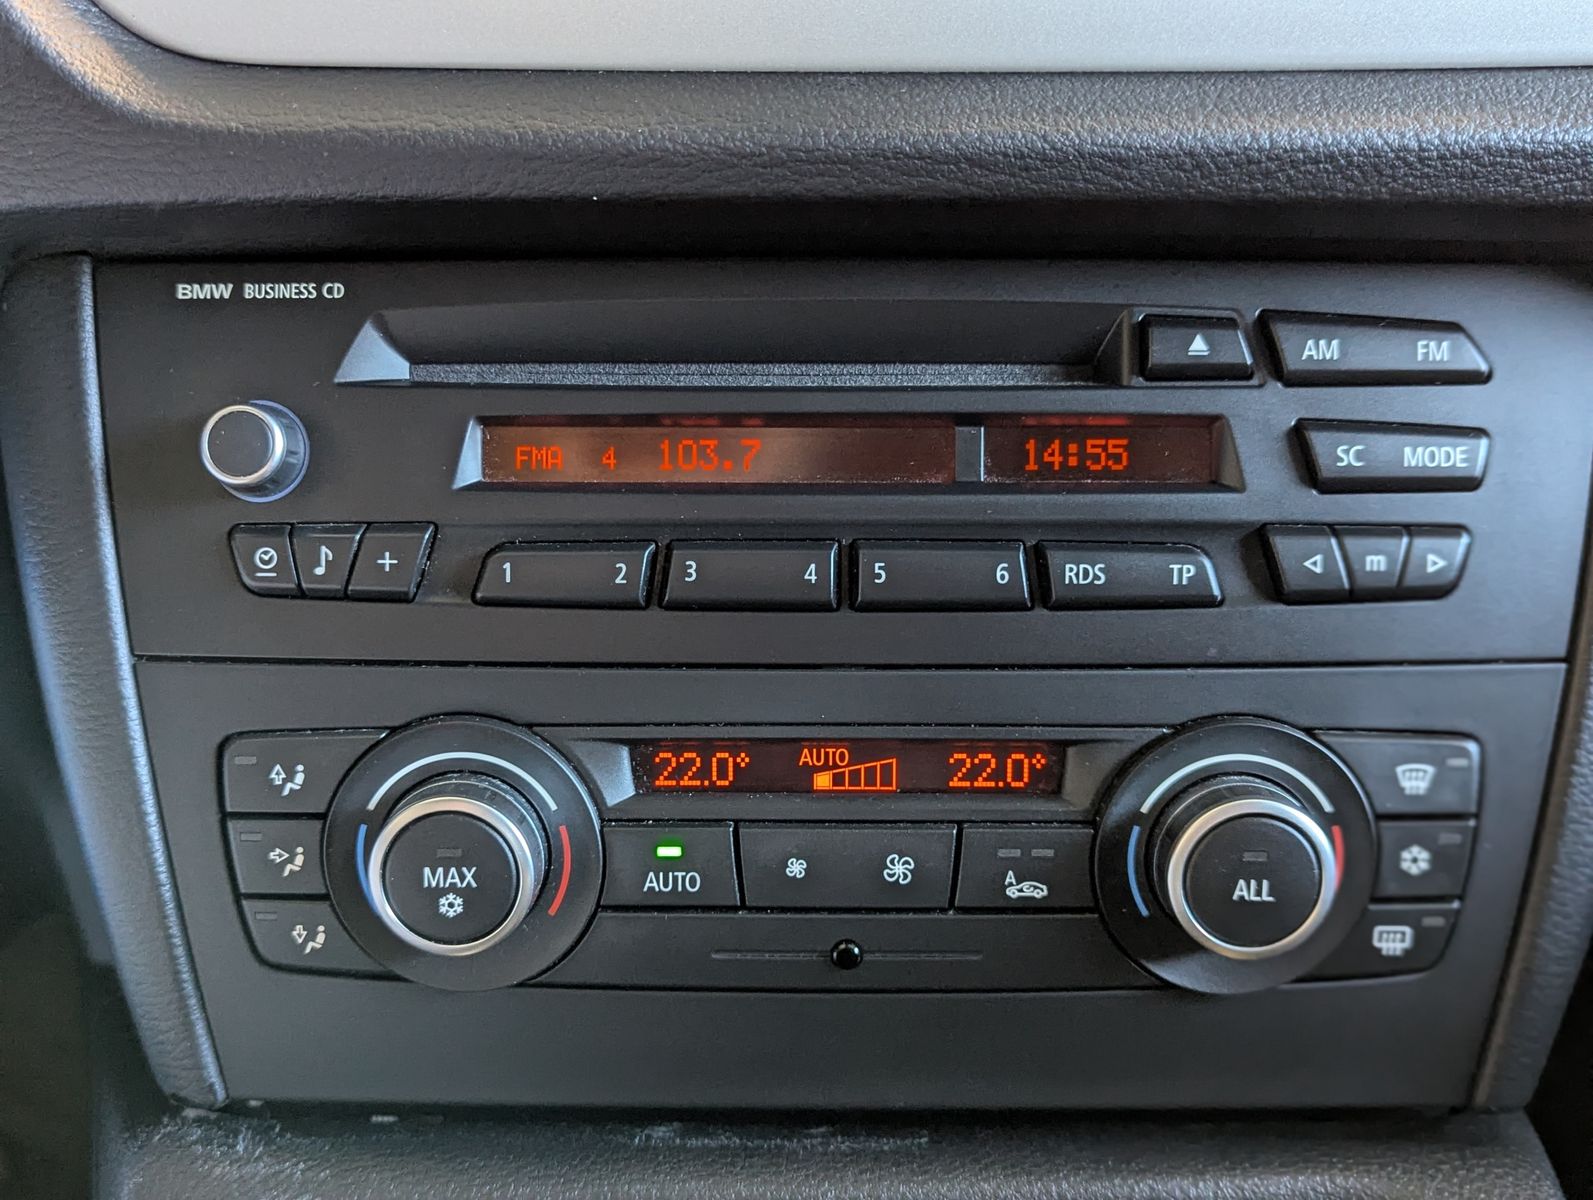 BMW BUSINESS CD
AM FM
FMA 4 103.7 14:55
SC MODE
+ 1 2 3 4 5 6 RDS TP m
22.0° AUTO 22.0°
MAX AUTO A ALL